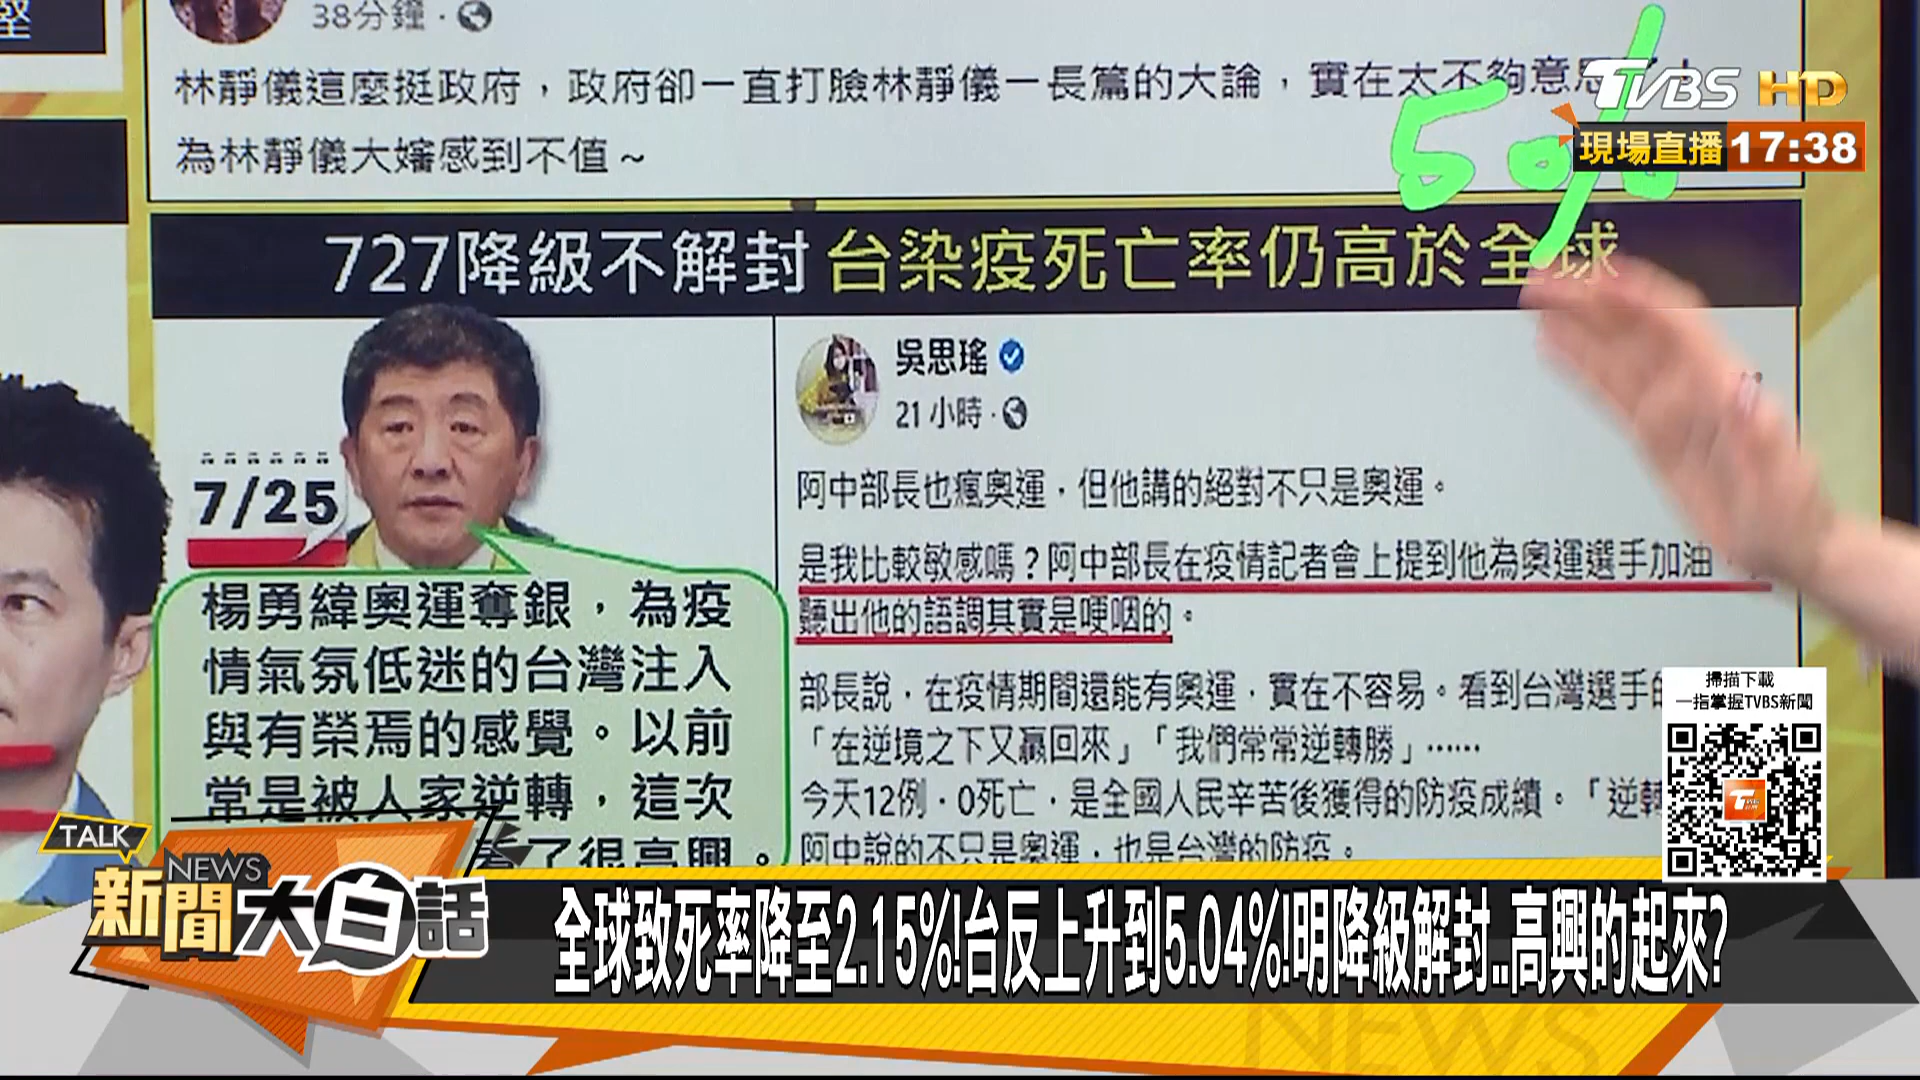 38分鐘
林靜儀這麼挺政府，政府卻一直打臉林靜儀一長篇的大論，實在太不夠意思了！
為林靜儀大嬸感到不值~
5%
TVBS HD
現場直播 17:38
727降級不解封 台染疫死亡率仍高於全球
7/25
楊勇緯奧運奪銀，為疫
情氣氛低迷的台灣注入
與有榮焉的感覺。以前
常是被人家逆轉，這次
看了很高興。
吳思瑤
21 小時
阿中部長也瘋奧運，但他講的絕對不只是奧運。
是我比較敏感嗎？阿中部長在疫情記者會上提到他為奧運選手加油，
聽出他的語調其實是哽咽的。
部長說，在疫情期間還能有奧運，實在不容易。看到台灣選手的
「在逆境之下又贏回來」「我們常常逆轉勝」⋯⋯
今天12例，0死亡，是全國人民辛苦後獲得的防疫成績。「逆轉
阿中說的不只是奧運，也是台灣的防疫。
掃描下載
一指掌握TVBS新聞
TALK
NEWS
新聞大白話
全球致死率降至2.15%!台反上升到5.04%!明降級解封..高興的起來?
NEWS